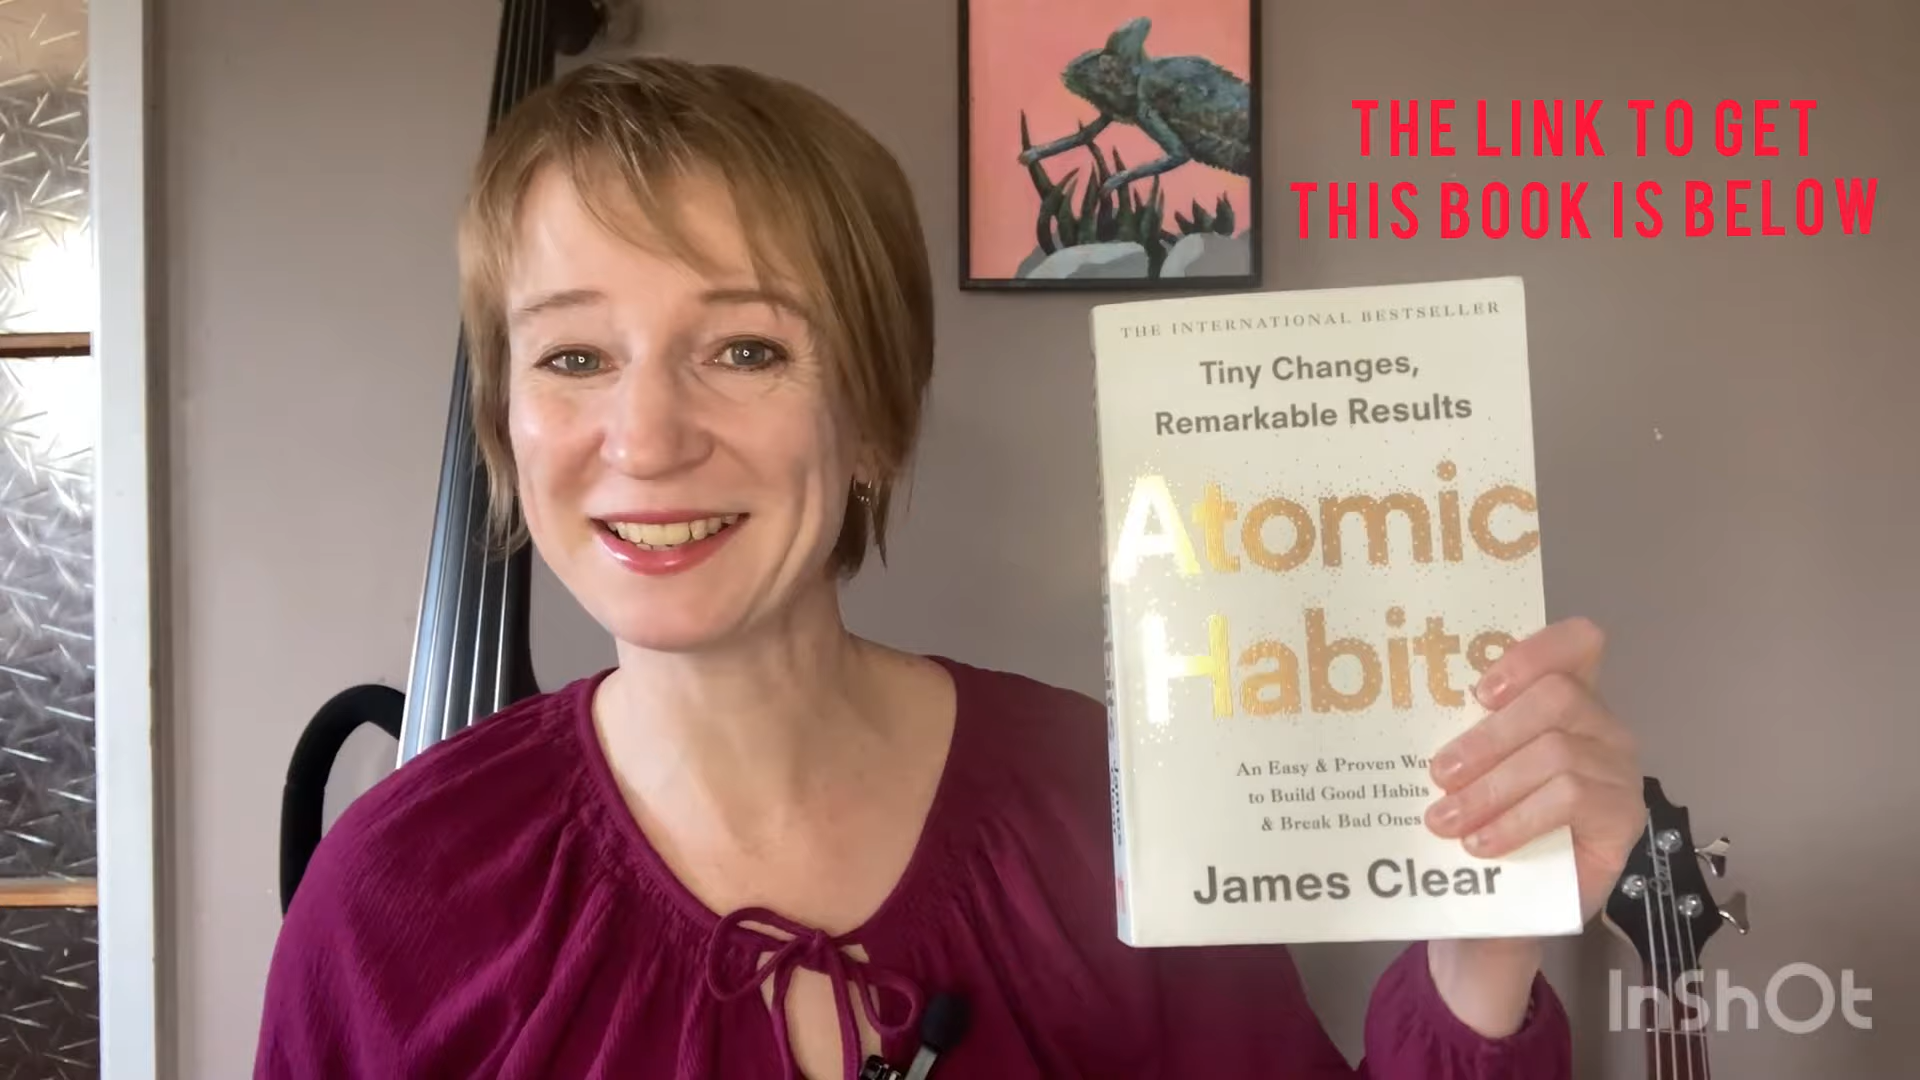 THE LINK TO GET
THIS BOOK IS BELOW
THE INTERNATIONAL BESTSELLER
Tiny Changes,
Remarkable Results
Atomic
Habits
An Easy & Proven Way
to Build Good Habits
& Break Bad Ones
James Clear
InShOt